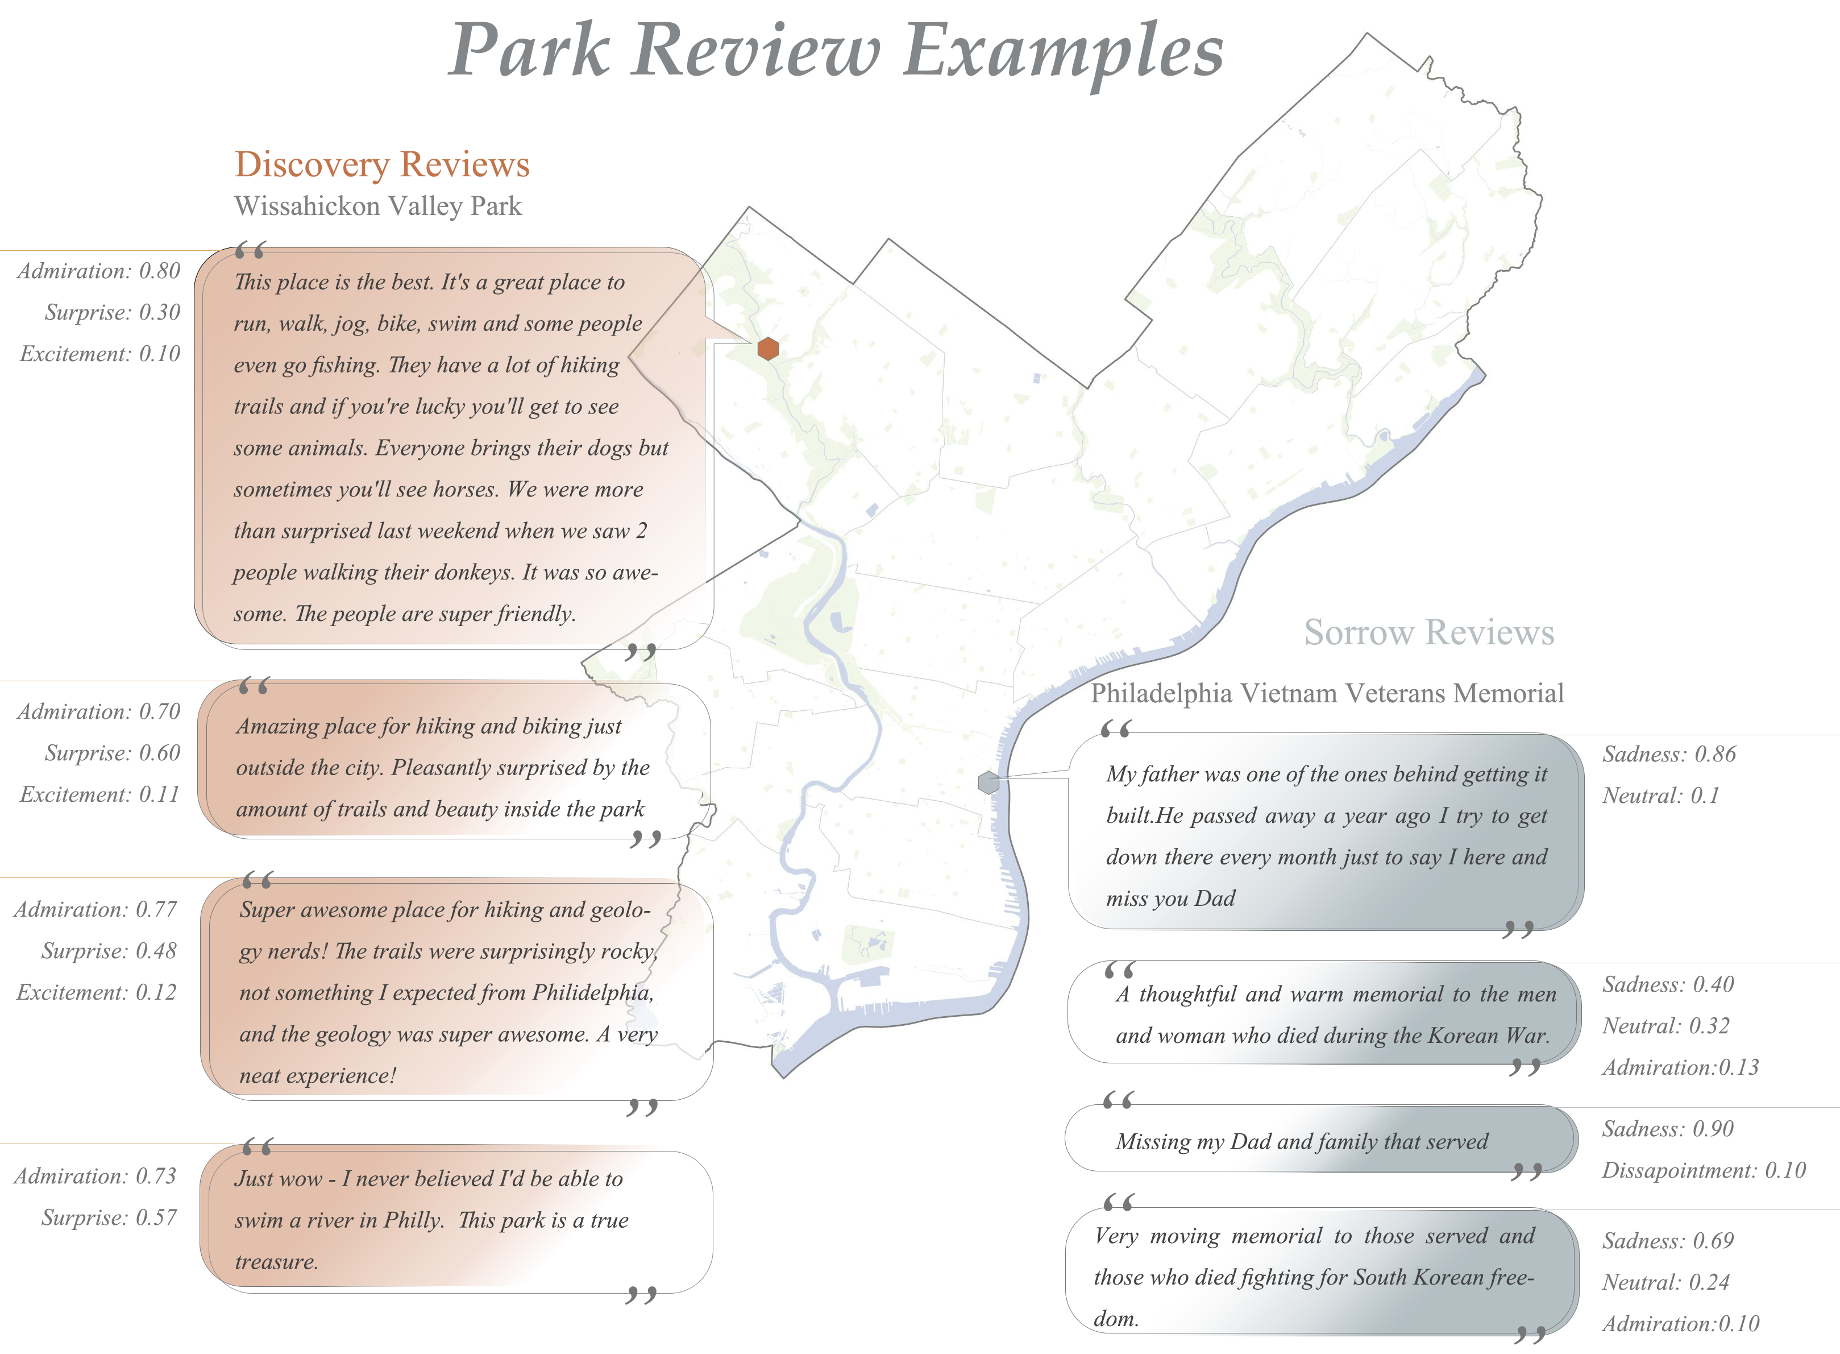 Park Review Examples
Discovery Reviews
Wissahickon Valley Park
Admiration: 0.80
Surprise: 0.30
Excitement: 0.10
“
This place is the best. It's a great place to
run, walk, jog, bike, swim and some people
even go fishing. They have a lot of hiking
trails and if you're lucky you'll get to see
some animals. Everyone brings their dogs but
sometimes you'll see horses. We were more
than surprised last weekend when we saw 2
people walking their donkeys. It was so awe-
some. The people are super friendly.
”
Admiration: 0.70
Surprise: 0.60
Excitement: 0.11
“
Amazing place for hiking and biking just
outside the city. Pleasantly surprised by the
amount of trails and beauty inside the park
”
Admiration: 0.77
Surprise: 0.48
Excitement: 0.12
“
Super awesome place for hiking and geolo-
gy nerds! The trails were surprisingly rocky,
not something I expected from Philidelphia,
and the geology was super awesome. A very
neat experience!
”
Admiration: 0.73
Surprise: 0.57
“
Just wow - I never believed I'd be able to
swim a river in Philly. This park is a true
treasure.
”
Sorrow Reviews
Philadelphia Vietnam Veterans Memorial
“
My father was one of the ones behind getting it
built.He passed away a year ago I try to get
down there every month just to say I here and
miss you Dad
”
Sadness: 0.86
Neutral: 0.1
“
A thoughtful and warm memorial to the men
and woman who died during the Korean War.
”
Sadness: 0.40
Neutral: 0.32
Admiration:0.13
“
Missing my Dad and family that served
”
Sadness: 0.90
Dissapointment: 0.10
“
Very moving memorial to those served and
those who died fighting for South Korean free-
dom.
”
Sadness: 0.69
Neutral: 0.24
Admiration:0.10